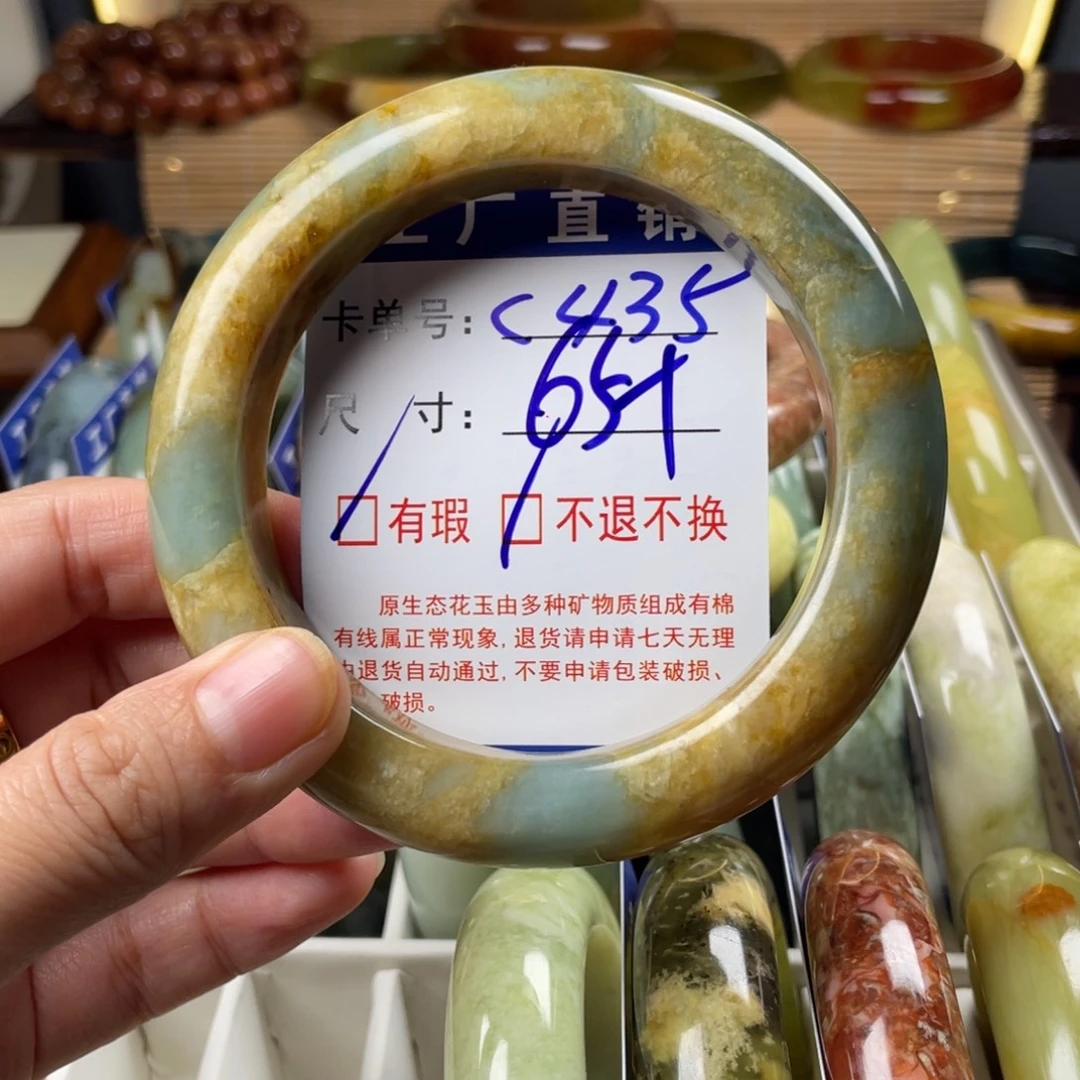 工厂直销
卡单号: C435
尺 寸:
有瑕 不退不换
原生态花玉由多种矿物质组成有棉
有线属正常现象, 退货请申请七天无理
由退货自动通过, 不要申请包装破损、
破损。